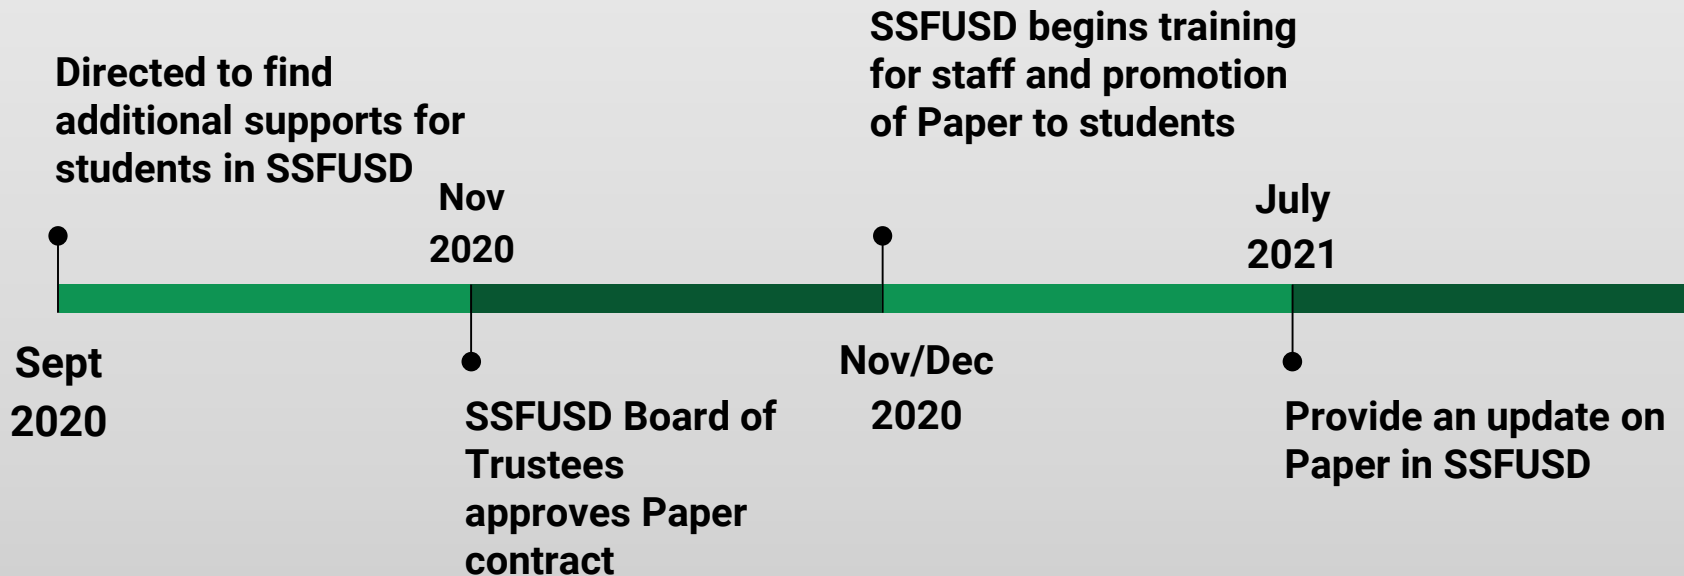 Directed to find
additional supports for
students in SSFUSD
Sept
2020
Nov
2020
SSFUSD Board of
Trustees
approves Paper
contract
SSFUSD begins training
for staff and promotion
of Paper to students
Nov/Dec
2020
July
2021
Provide an update on
Paper in SSFUSD